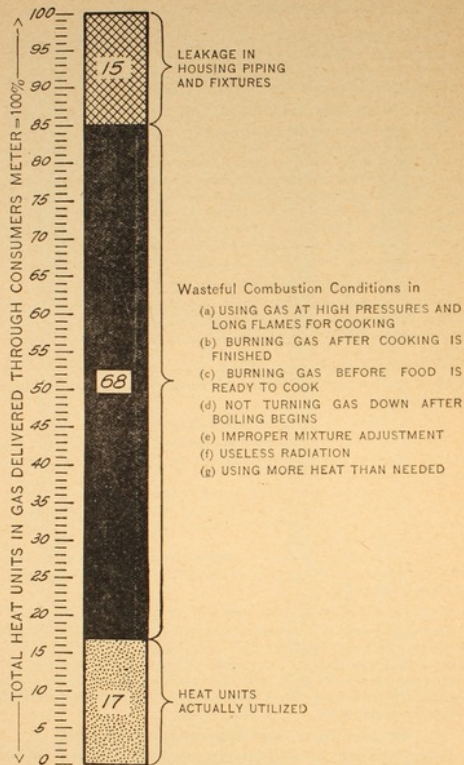 TOTAL HEAT UNITS IN GAS DELIVERED THROUGH CONSUMERS METER=100%
100
95
90
85
80
75
70
65
60
55
50
45
40
35
30
25
20
15
10
5
0
15
68
17
LEAKAGE IN
HOUSING PIPING
AND FIXTURES
Wasteful Combustion Conditions in
(a) USING GAS AT HIGH PRESSURES AND
LONG FLAMES FOR COOKING
(b) BURNING GAS AFTER COOKING IS
FINISHED
(c) BURNING GAS BEFORE FOOD IS
READY TO COOK
(d) NOT TURNING GAS DOWN AFTER
BOILING BEGINS
(e) IMPROPER MIXTURE ADJUSTMENT
(f) USELESS RADIATION
(g) USING MORE HEAT THAN NEEDED
HEAT UNITS
ACTUALLY UTILIZED